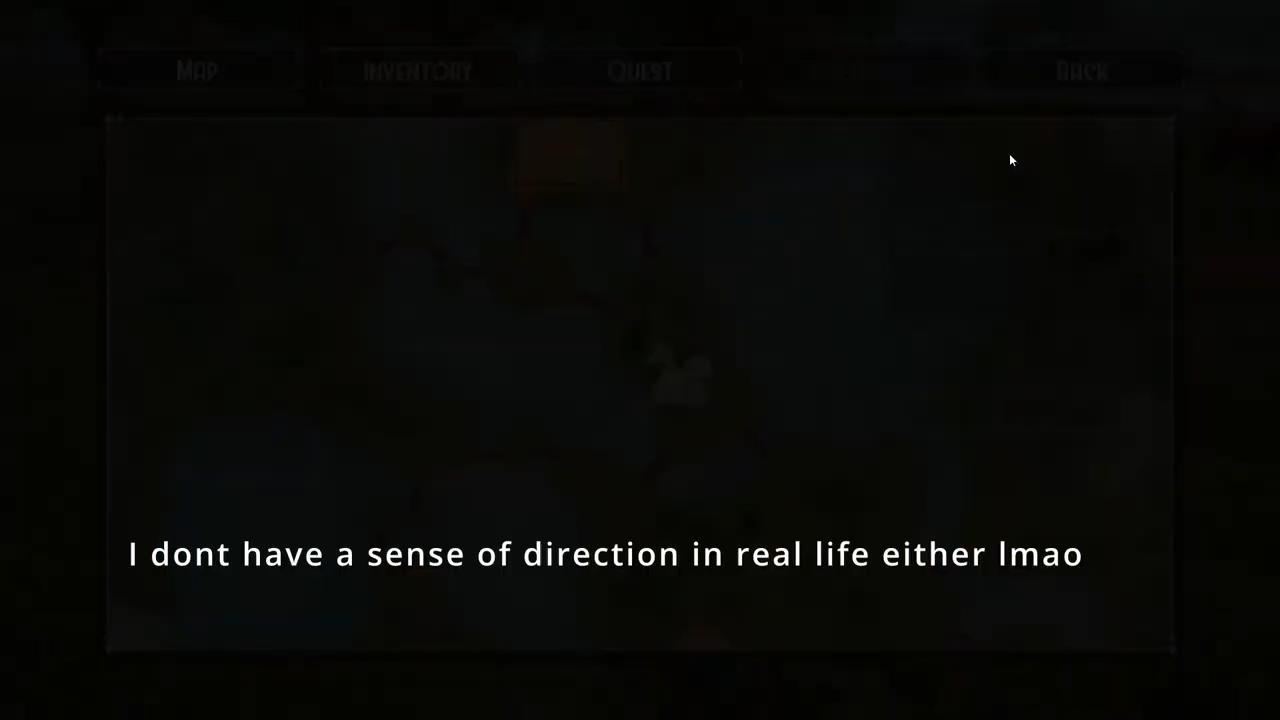 Map
Inventory
Quest
Back
I dont have a sense of direction in real life either lmao